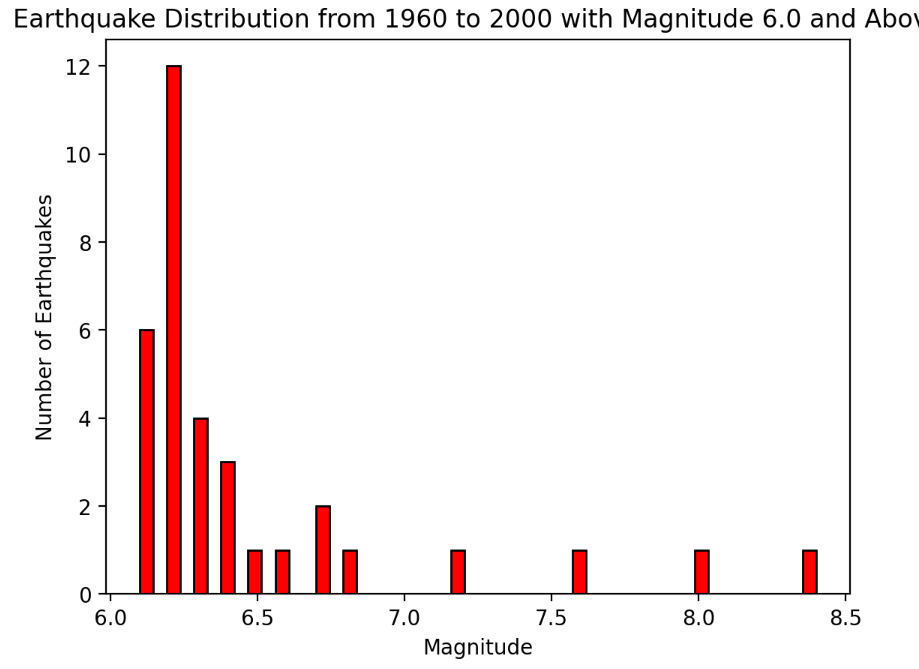 Earthquake Distribution from 1960 to 2000 with Magnitude 6.0 and Abov
12
10
8
6
4
2
0
Number of Earthquakes
6.0 6.5 7.0 7.5 8.0 8.5
Magnitude